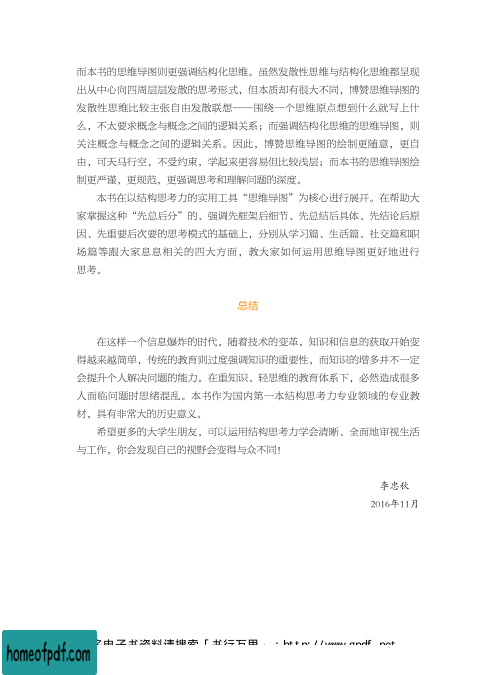 而本书的思维导图则更强调结构化思维。虽然发散性思维与结构化思维都呈现
出从中心向四周层层发散的思考形式，但本质却有很大不同，博赞思维导图的
发散性思维比较主张自由发散联想——围绕一个思维原点想到什么就写上什
么，不太要求概念与概念之间的逻辑关系；而强调结构化思维的思维导图，则
关注概念与概念之间的逻辑关系。因此，博赞思维导图的绘制更随意，更自
由，可天马行空，不受约束，学起来更容易但比较浅层；而本书的思维导图绘
制更严谨，更规范，更强调思考和理解问题的深度。
本书在以结构思考力的实用工具“思维导图”为核心进行展开。在帮助大
家掌握这种“先总后分”的、强调先框架后细节、先总结后具体、先结论后原
因、先重要后次要的思考模式的基础上，分别从学习篇、生活篇、社交篇和职
场篇等跟大家息息相关的四大方面，教大家如何运用思维导图更好地进行
思考。
总结
在这样一个信息爆炸的时代，随着技术的变革，知识和信息的获取开始变
得越来越简单，传统的教育则过度强调知识的重要性，而知识的增多并不一定
会提升个人解决问题的能力。在重知识、轻思维的教育体系下，必然造成很多
人面临问题时思绪混乱。本书作为国内第一本结构思考力专业领域的专业教
材，具有非常大的历史意义。
希望更多的大学生朋友，可以运用结构思考力学会清晰、全面地审视生活
与工作，你会发现自己的视野会变得与众不同！
李忠秋
2016年11月
电子书资料请搜索「书行万里」：http://www.gpdf.net
homeofpdf.com